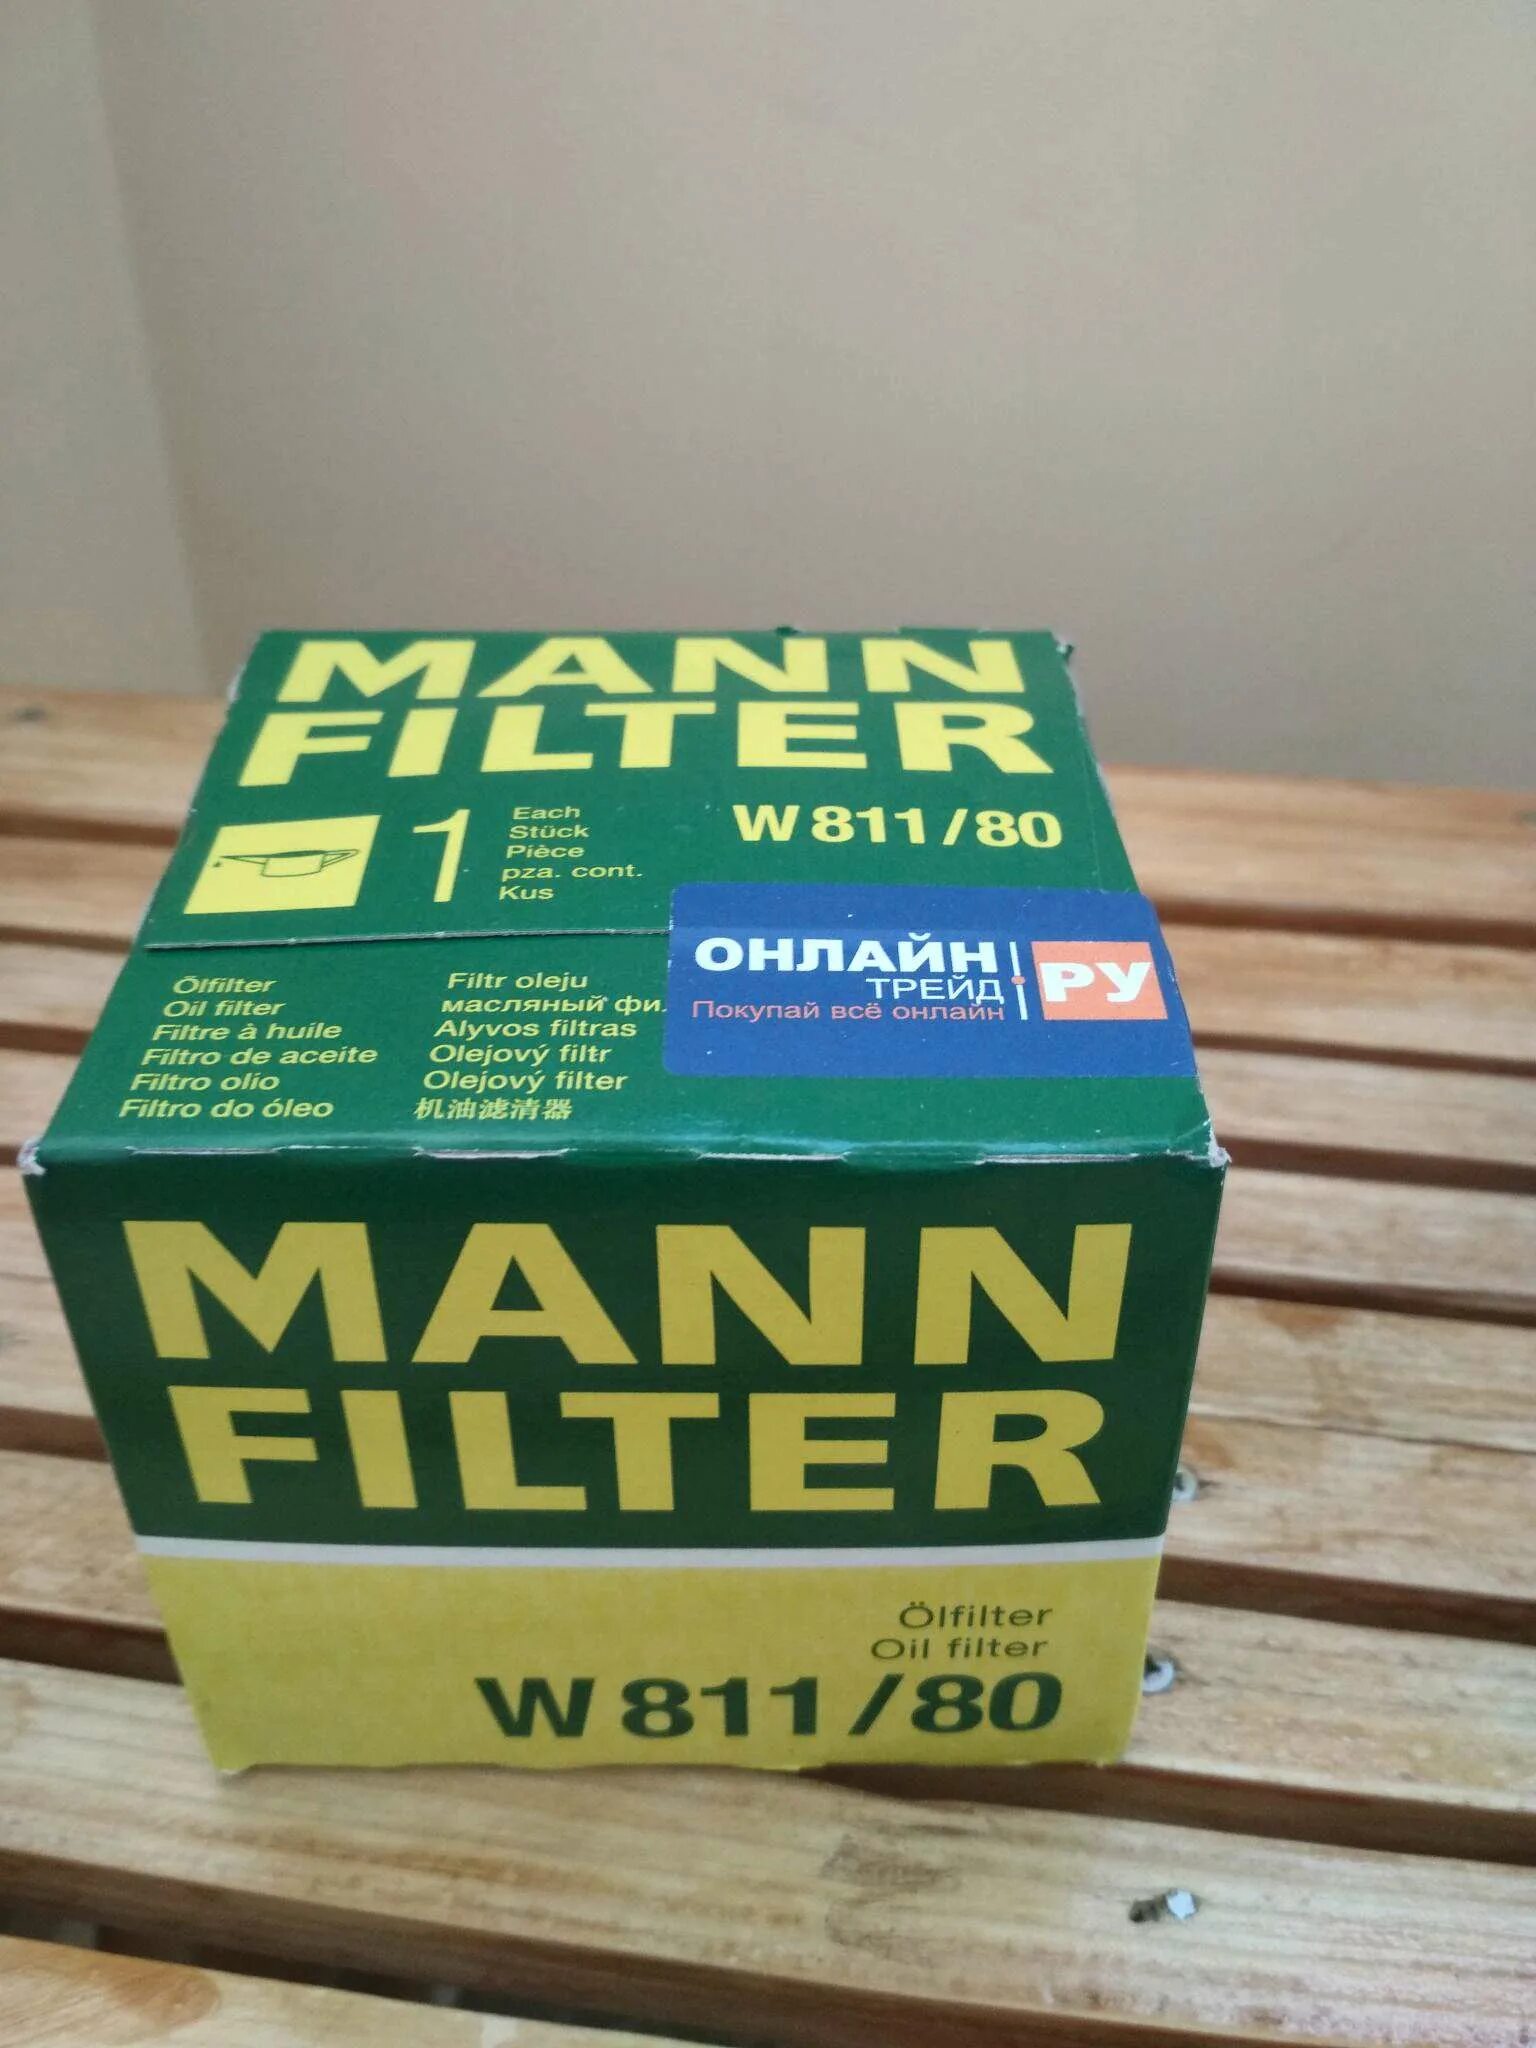 MANN
FILTER
1
Each
Stück
Pièce
pza. cont.
Kus
W 811/80
Ölfilter
Oil filter
Filtre à huile
Filtro de aceite
Filtro olio
Filtro do óleo
Filtr oleju
масляный фи
Alyvos filtras
Olejový filtr
Olejový filter
机油滤清器
ОНЛАЙН
ТРЕЙД
РУ
Покупай всё онлайн
MANN
FILTER
Ölfilter
Oil filter
W 811/80